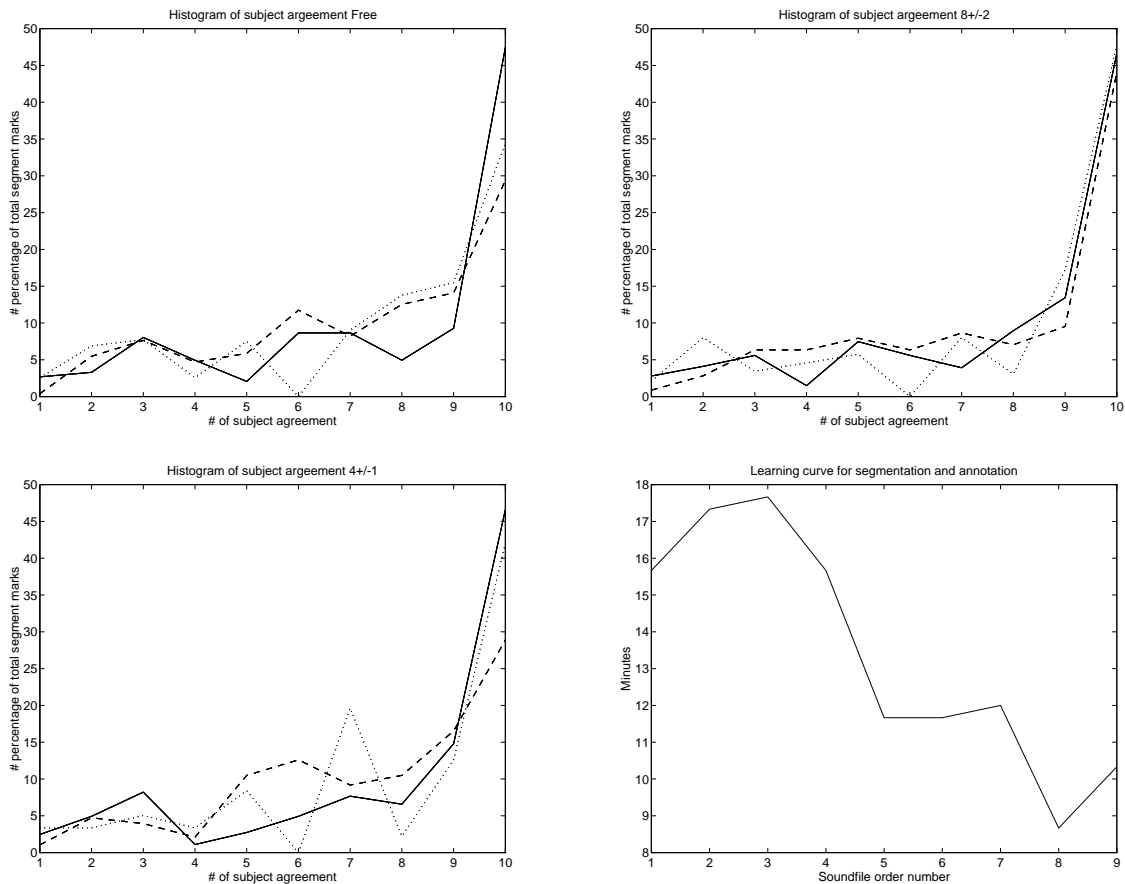 Histogram of subject argeement Free
50
45
40
35
30
25
20
15
10
5
0
# percentage of total segment marks
1 2 3 4 5 6 7 8 9 10
# of subject agreement
Histogram of subject argeement 8+/-2
50
45
40
35
30
25
20
15
10
5
0
# percentage of total segment marks
1 2 3 4 5 6 7 8 9 10
# of subject agreement
Histogram of subject argeement 4+/-1
50
45
40
35
30
25
20
15
10
5
0
# percentage of total segment marks
1 2 3 4 5 6 7 8 9 10
# of subject agreement
Learning curve for segmentation and annotation
18
17
16
15
14
13
12
11
10
9
8
Minutes
1 2 3 4 5 6 7 8 9
Soundfile order number